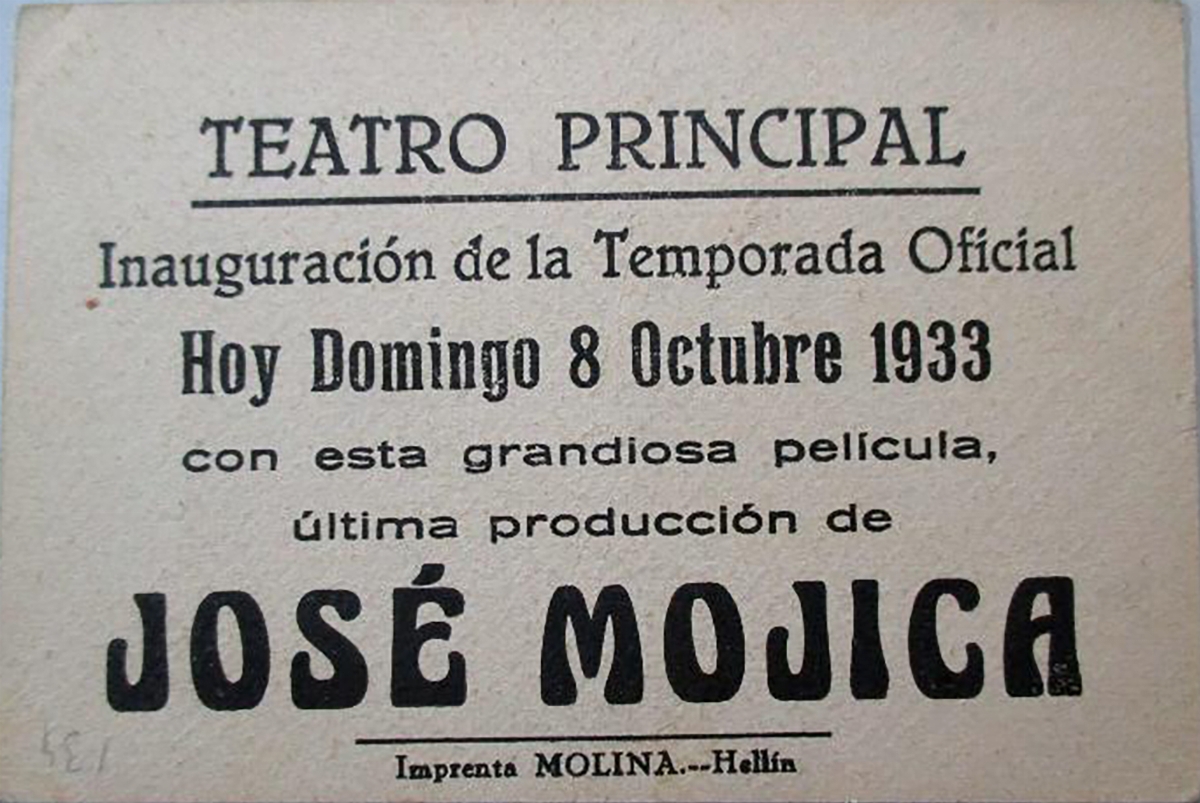 TEATRO PRINCIPAL
Inauguración de la Temporada Oficial
Hoy Domingo 8 Octubre 1933
con esta grandiosa película,
última producción de
JOSÉ MOJICA
Imprenta MOLINA.--Hellín